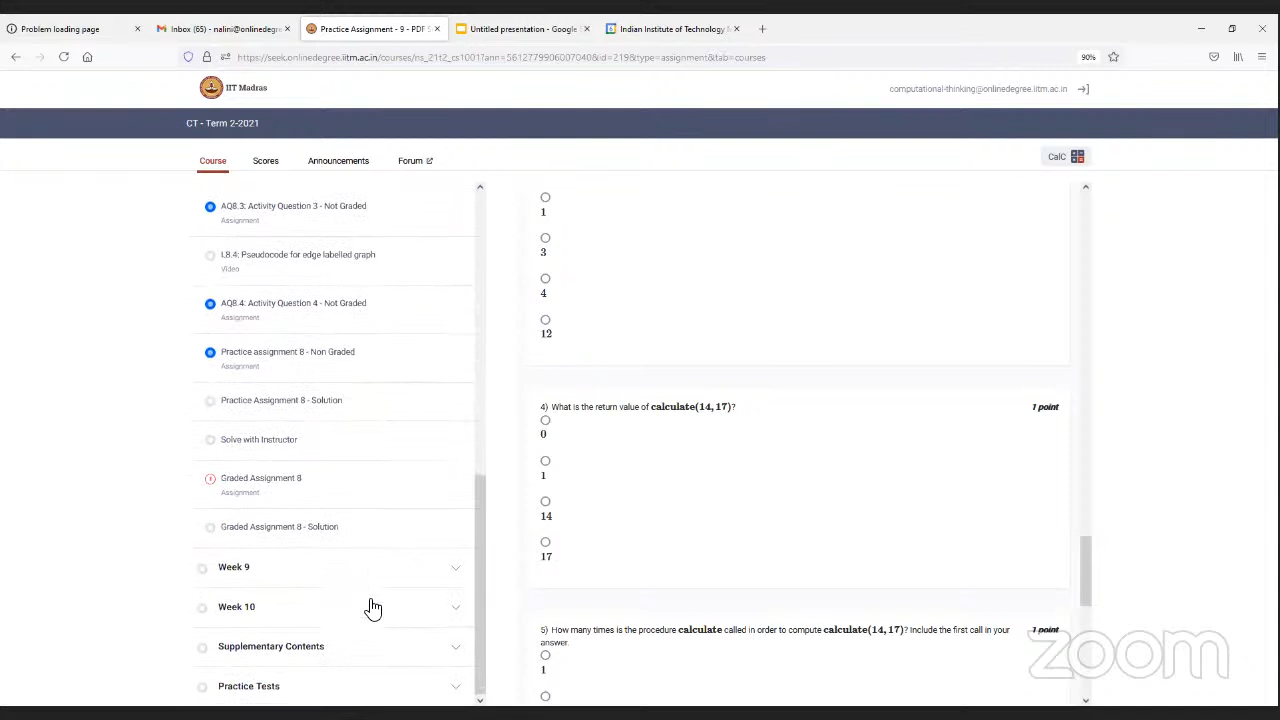 Problem loading page
Inbox (65) - nalini@onlinedegre
Practice Assignment - 9 - PDF S
Untitled presentation - Google
Indian Institute of Technology
https://seek.onlinedegree.iitm.ac.in/courses/ns_21t2_cs1001?ann=5612779906007040&id=219&type=assignment&tab=courses
90%
IIT Madras
computational-thinking@onlinedegree.iitm.ac.in
CT - Term 2-2021
Course
Scores
Announcements
Forum
CalC
AQ8.3: Activity Question 3 - Not Graded
Assignment
L8.4: Pseudocode for edge labelled graph
Video
AQ8.4: Activity Question 4 - Not Graded
Assignment
Practice assignment 8 - Non Graded
Assignment
Practice Assignment 8 - Solution
Solve with Instructor
Graded Assignment 8
Assignment
Graded Assignment 8 - Solution
Week 9
Week 10
Supplementary Contents
Practice Tests
1
3
4
12
4) What is the return value of calculate(14, 17)?
1 point
0
1
14
17
5) How many times is the procedure calculate called in order to compute calculate(14, 17)? Include the first call in your
answer.
1 point
1
zoom